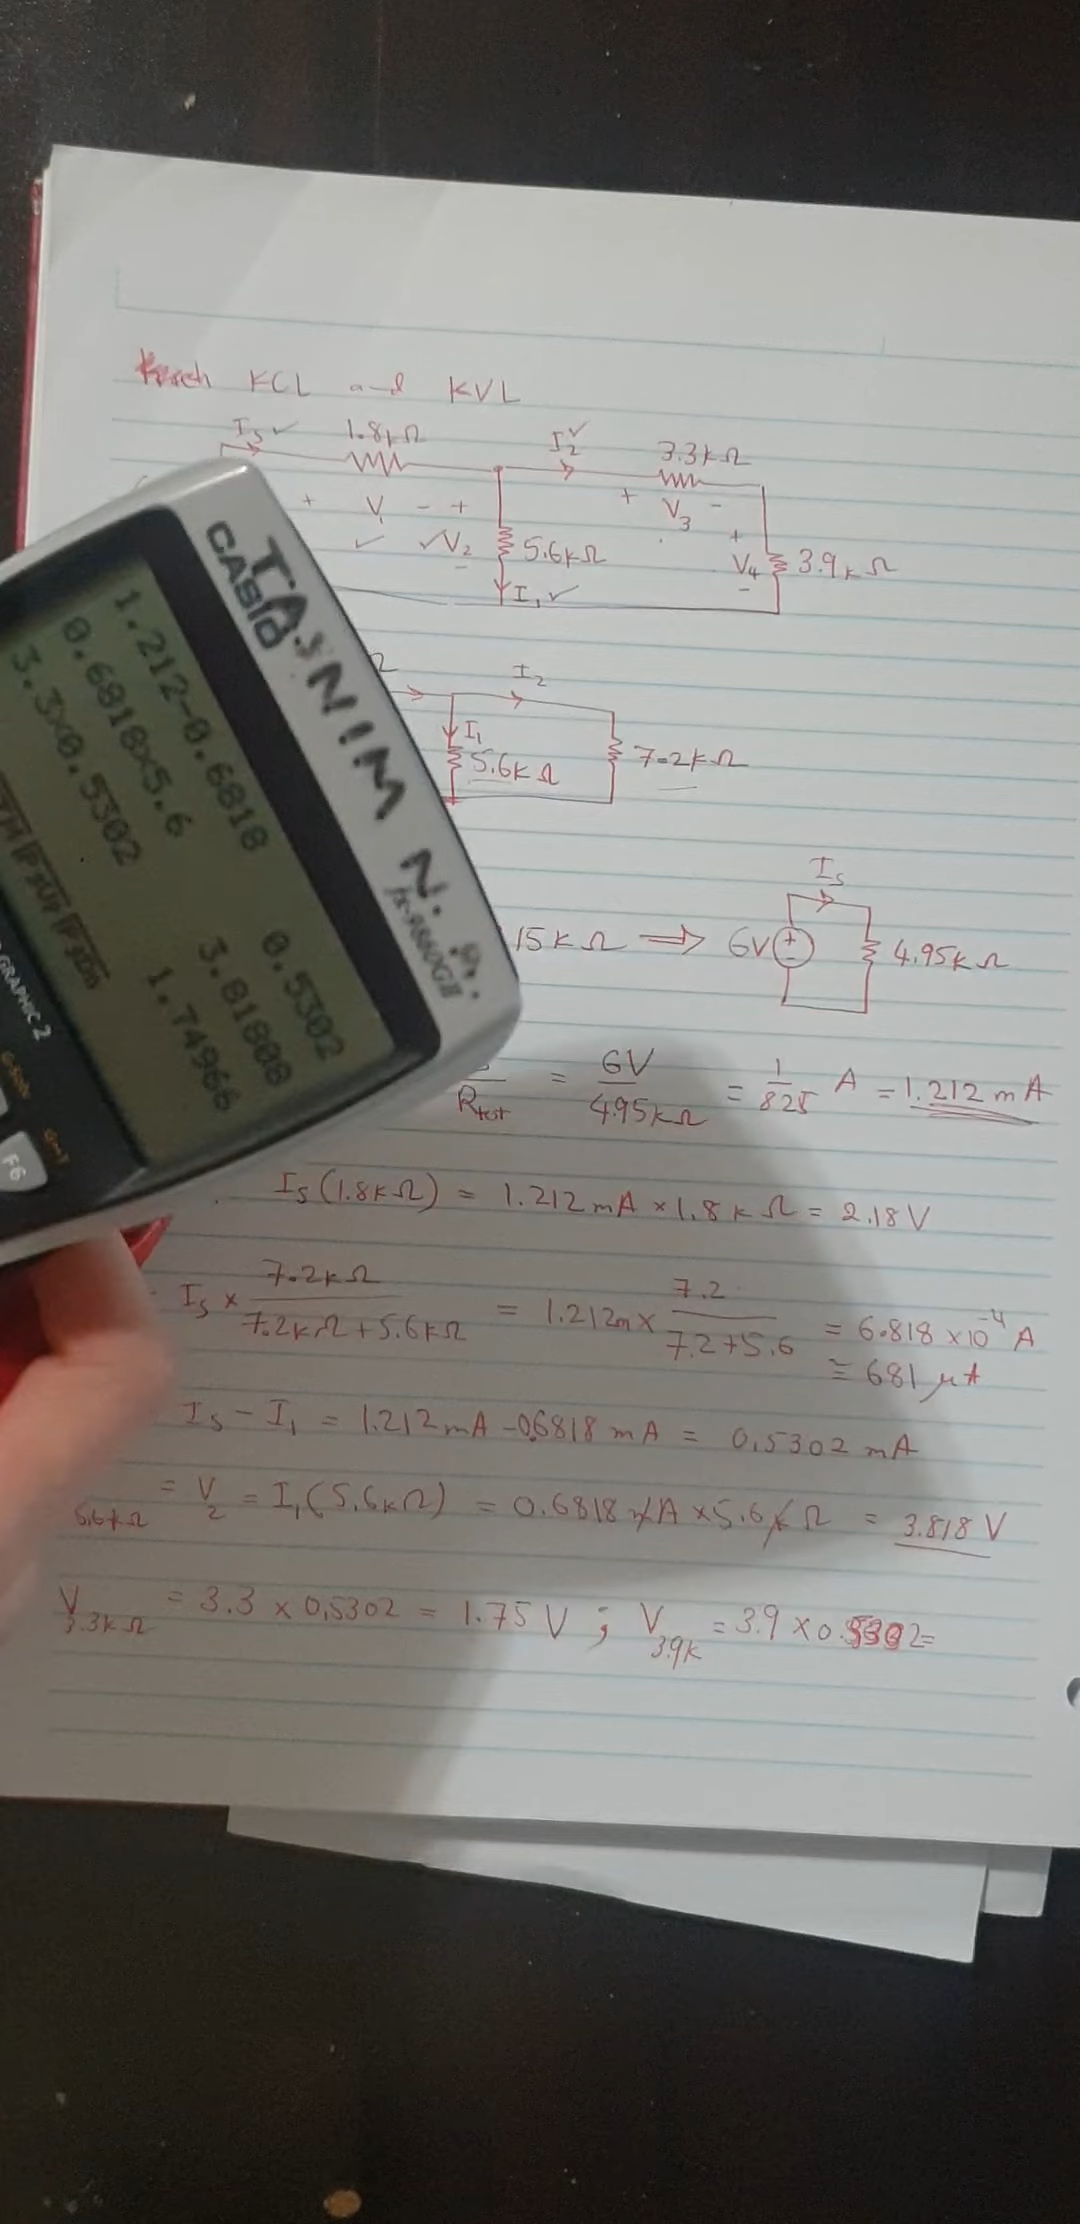 KCL and KVL
Is ✓ 1.8kΩ I2 ✓ 3.3kΩ
+ V1 - + + V3 -
✓ ✓V2 5.6kΩ + V4 - 3.9kΩ
I1 ✓
I2
I1
5.6kΩ 7.2kΩ
Is
15kΩ ⇒ 6V 4.95kΩ
Rtot = 6V / 4.95kΩ = 1/825 A = 1.212 mA
Is (1.8kΩ) = 1.212 mA × 1.8 kΩ = 2.18 V
Is × 7.2kΩ / 7.2kΩ + 5.6kΩ = 1.212m × 7.2 / 7.2 + 5.6 = 6.818 × 10^-4 A
≅ 681 μA
Is - I1 = 1.212 mA - 0.6818 mA = 0.5302 mA
5.6kΩ = V2 = I1 (5.6kΩ) = 0.6818 mA × 5.6 kΩ = 3.818 V
V3.3kΩ = 3.3 × 0.5302 = 1.75 V ; V3.9k = 3.9 × 0.5302 =
TASNIM N.
CASIO
fx-9860GII
1.212-0.6818
0.5302
0.6818×5.6
3.81808
3.3×0.5302
1.74966
GRAPHIC 2
F6